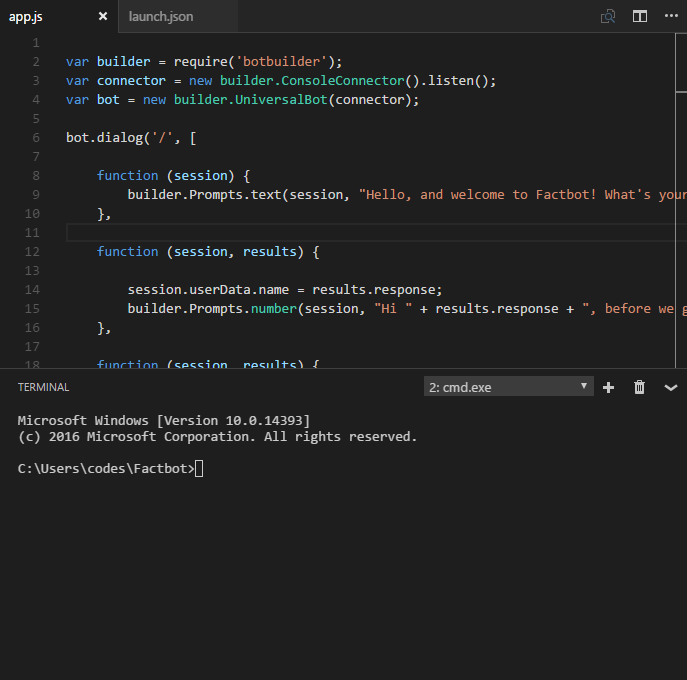 app.js launch.json
1
2 var builder = require('botbuilder');
3 var connector = new builder.ConsoleConnector().listen();
4 var bot = new builder.UniversalBot(connector);
5
6 bot.dialog('/', [
7
8 function (session) {
9 builder.Prompts.text(session, "Hello, and welcome to Factbot! What's your
10 },
11
12 function (session, results) {
13
14 session.userData.name = results.response;
15 builder.Prompts.number(session, "Hi " + results.response + ", before we g
16 },
17
18 function (session, results) {
TERMINAL 2: cmd.exe
Microsoft Windows [Version 10.0.14393]
(c) 2016 Microsoft Corporation. All rights reserved.
C:\Users\codes\Factbot>